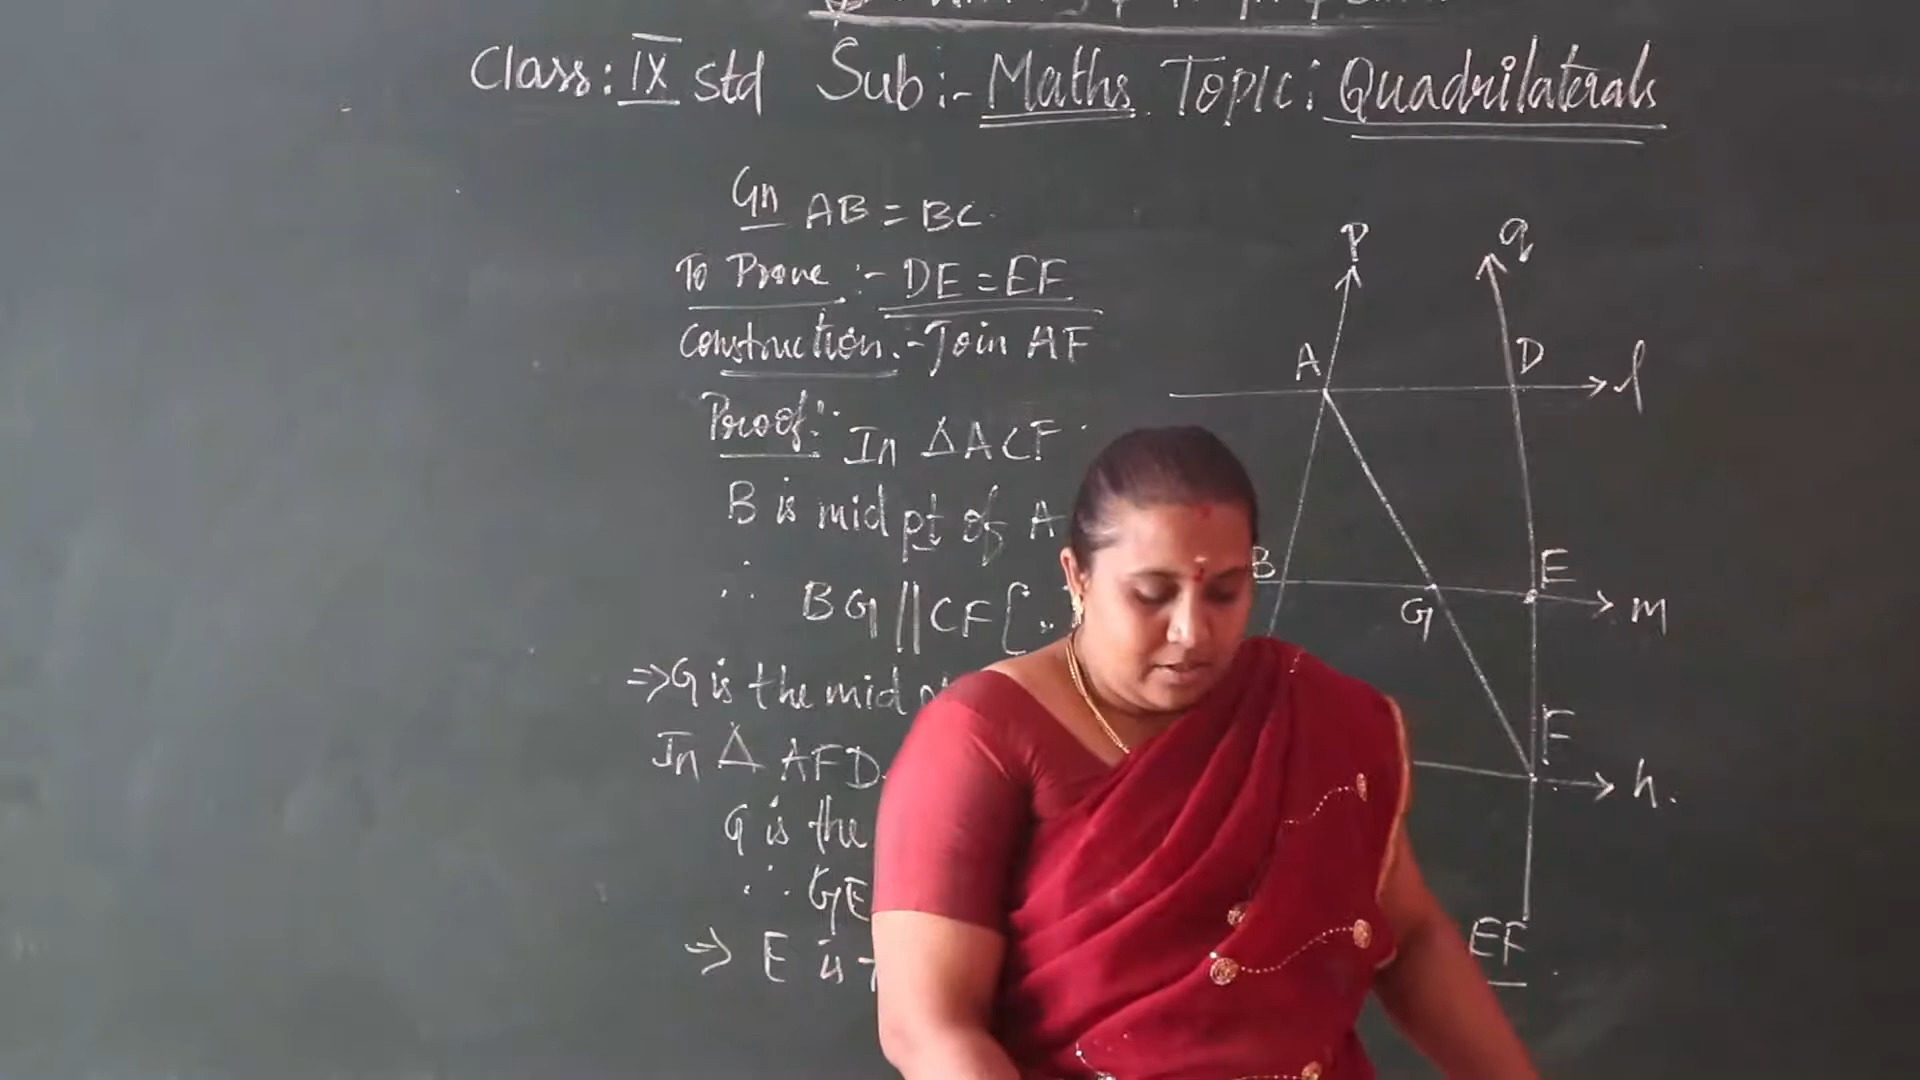 Class: IX std Sub:- Maths Topic: Quadrilaterals
Gn AB = BC
To Prove :- DE = EF
Construction:- Join AF
Proof:- In ΔACF
B is mid pt of A
∴ BG || CF [
⇒ G is the mid
In Δ AFD
G is the
∴ GE
⇒ E is
P
q
A
D
l
B
E
G
m
F
h.
EF